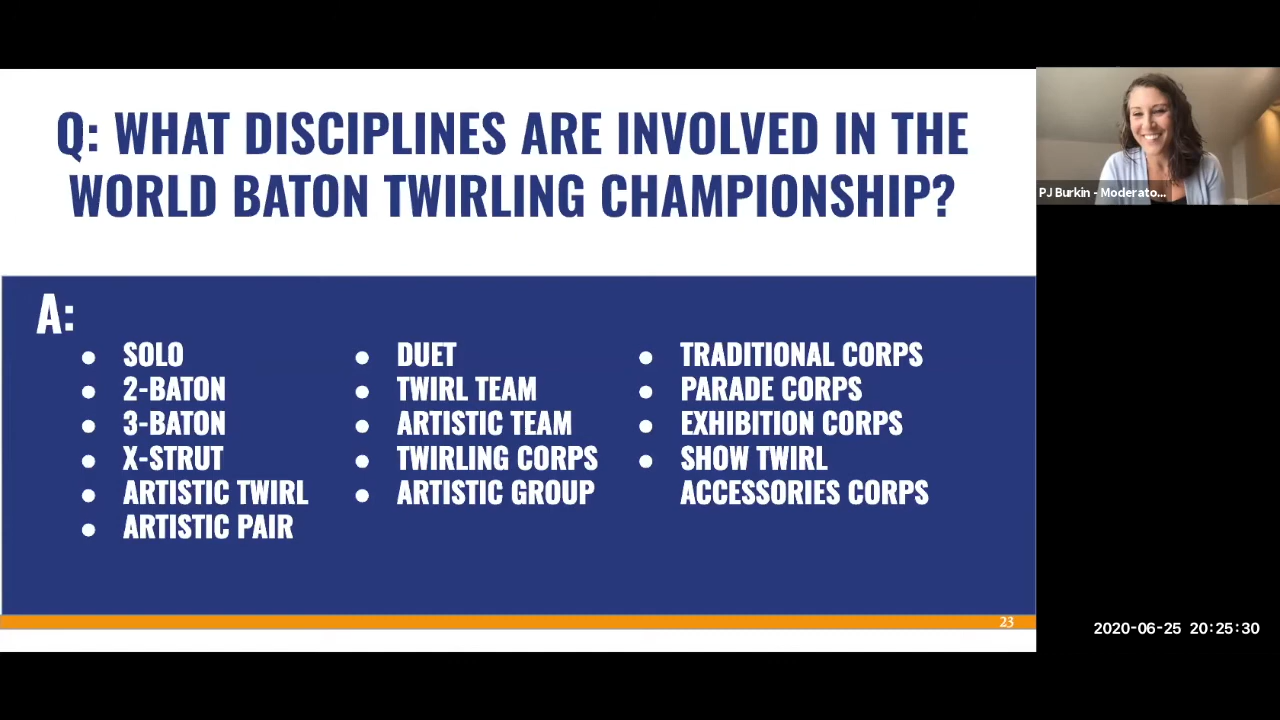 Q: WHAT DISCIPLINES ARE INVOLVED IN THE
WORLD BATON TWIRLING CHAMPIONSHIP?
A:
● SOLO
● 2-BATON
● 3-BATON
● X-STRUT
● ARTISTIC TWIRL
● ARTISTIC PAIR
● DUET
● TWIRL TEAM
● ARTISTIC TEAM
● TWIRLING CORPS
● ARTISTIC GROUP
● TRADITIONAL CORPS
● PARADE CORPS
● EXHIBITION CORPS
● SHOW TWIRL
ACCESSORIES CORPS
23
PJ Burkin - Moderato...
2020-06-25 20:25:30